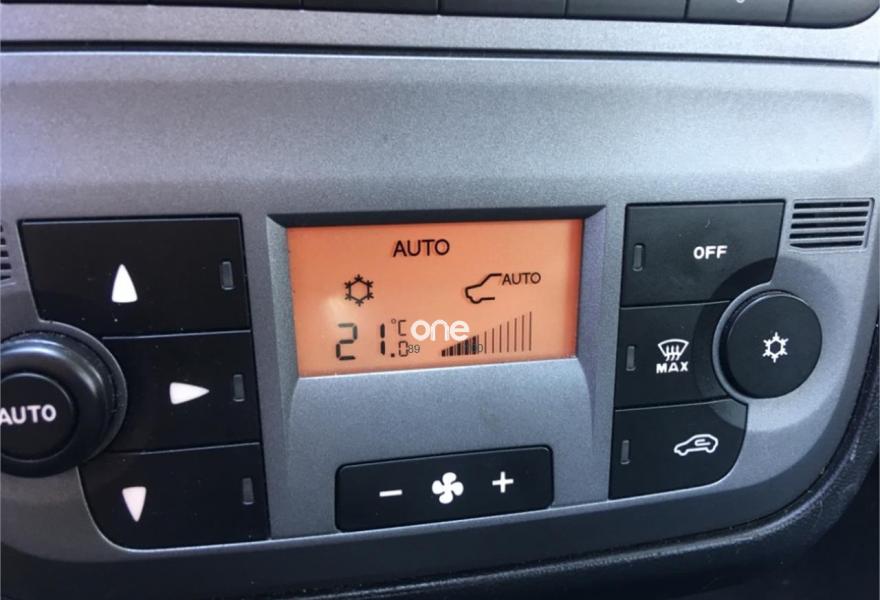 AUTO
OFF
AUTO
21.0 °C
one
MAX
AUTO
- +